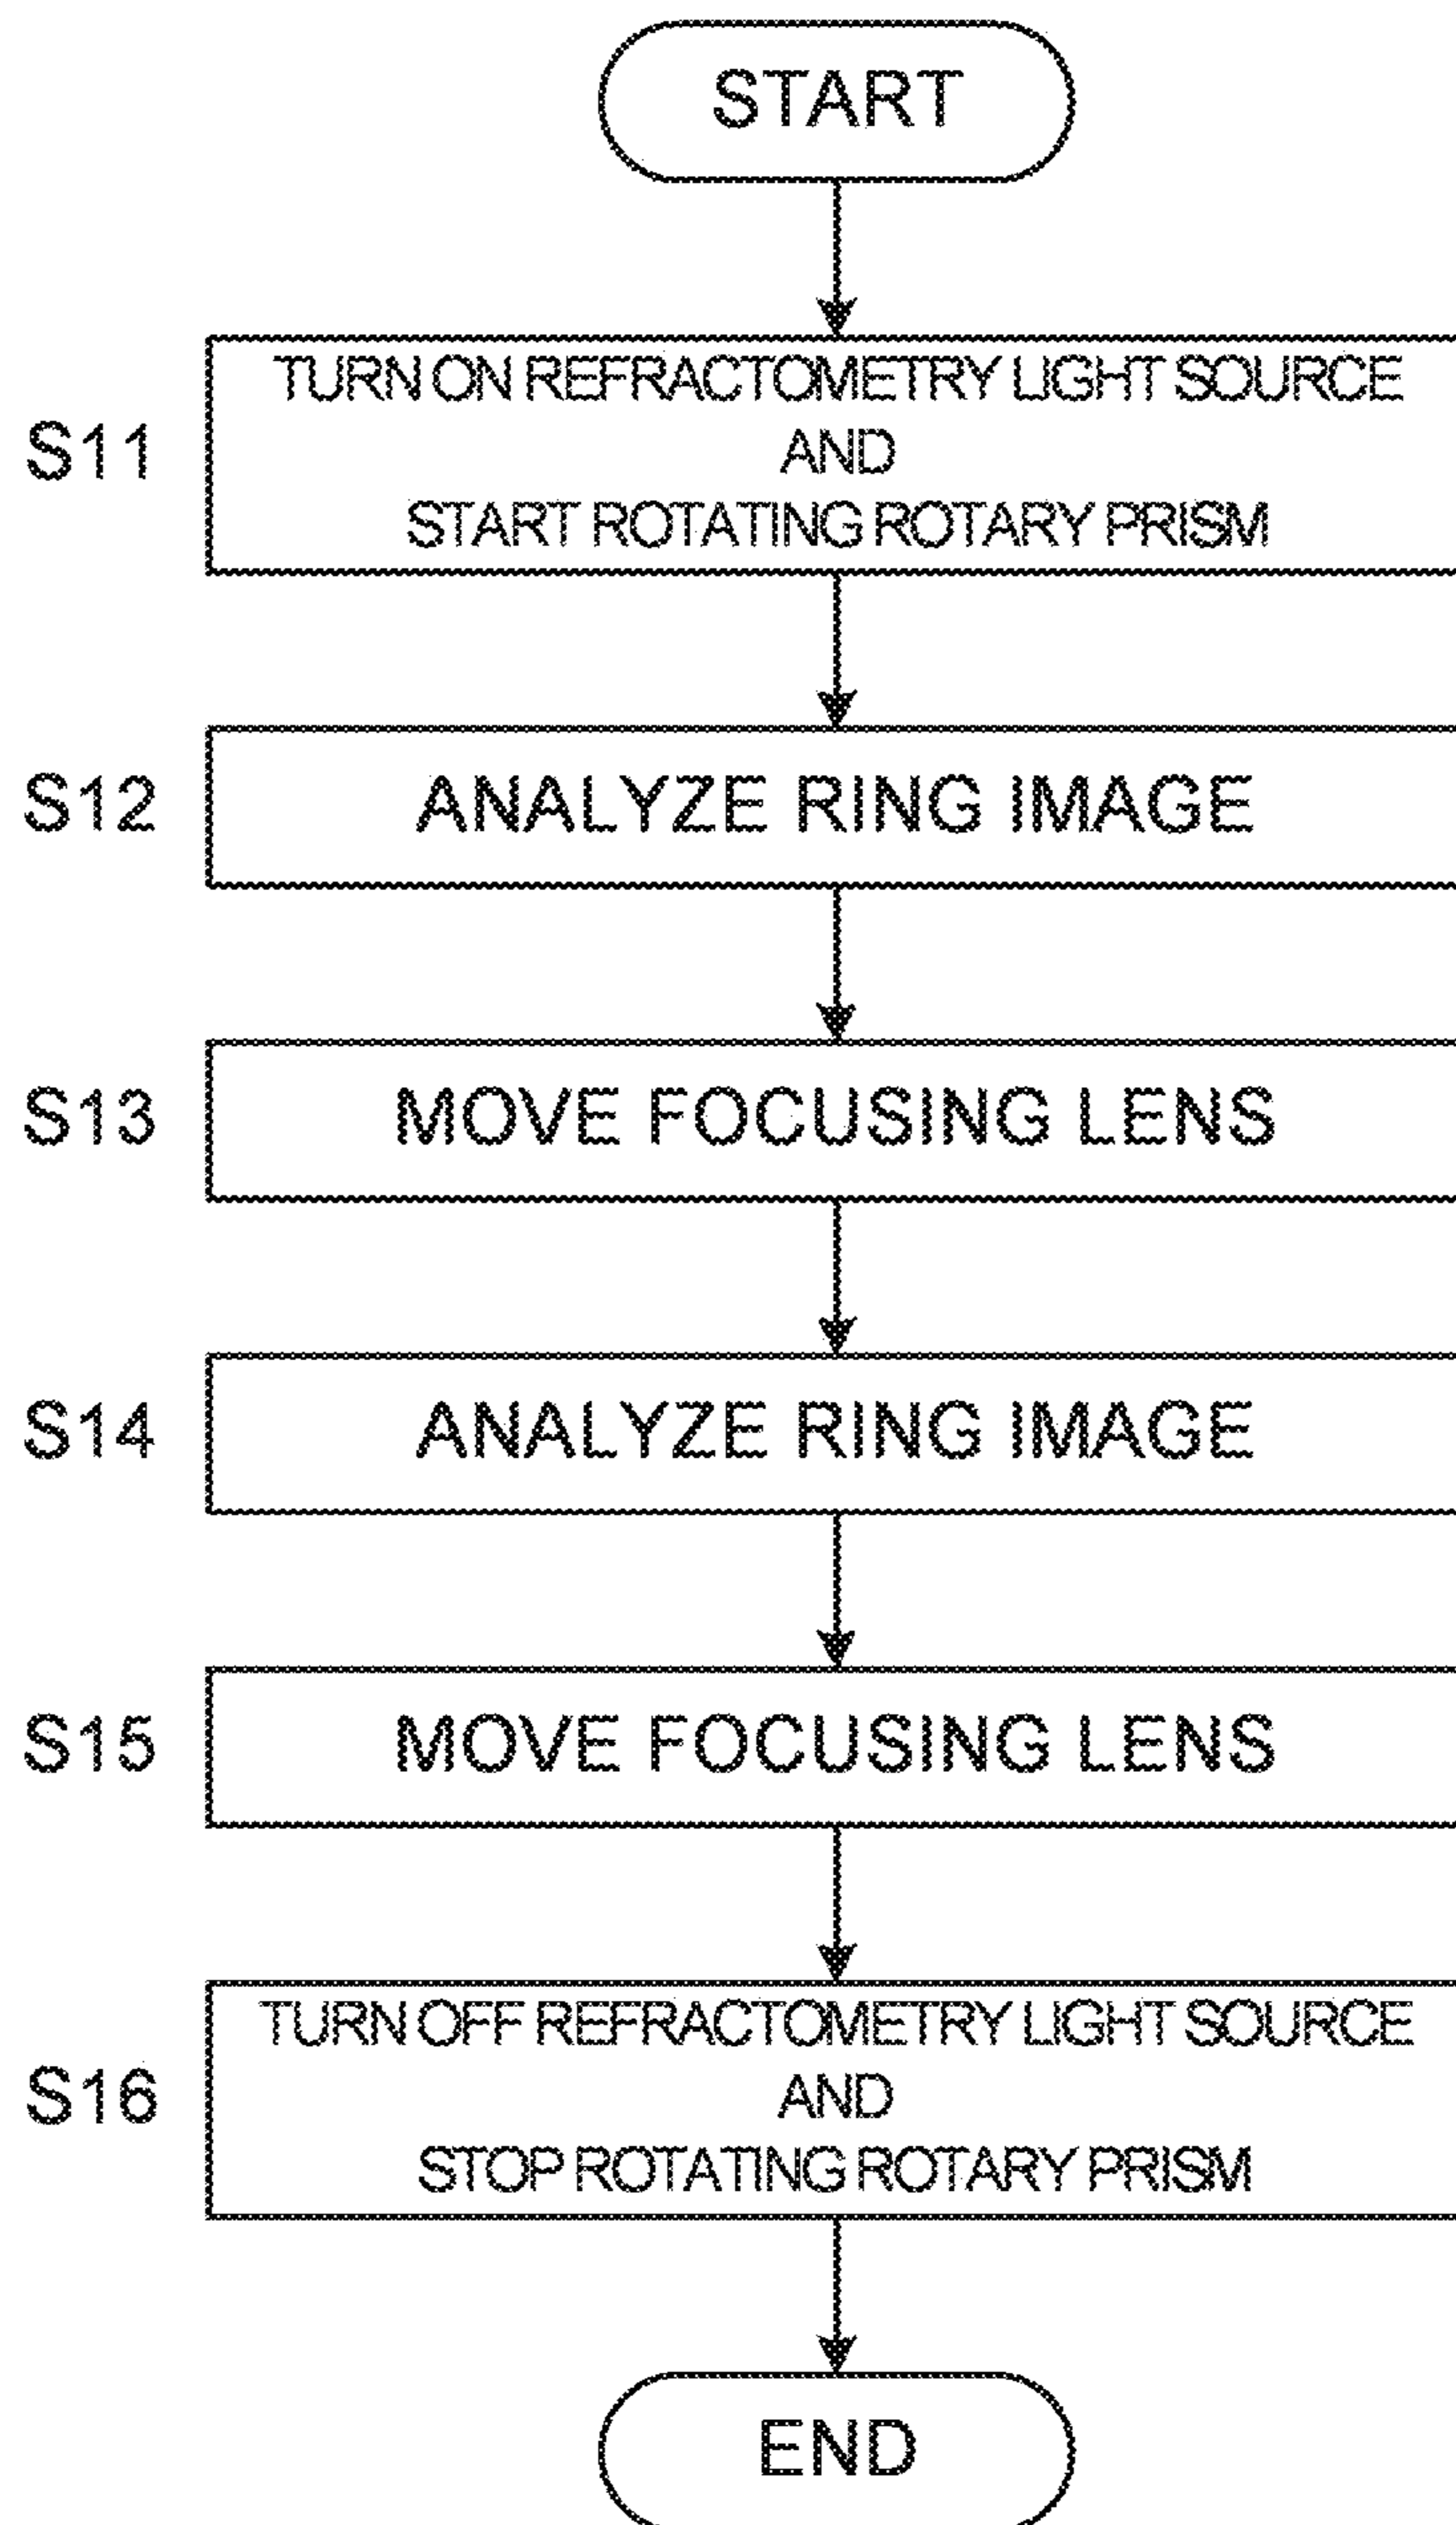 START
S11
TURN ON REFRACTOMETRY LIGHT SOURCE
AND
START ROTATING ROTARY PRISM
S12
ANALYZE RING IMAGE
S13
MOVE FOCUSING LENS
S14
ANALYZE RING IMAGE
S15
MOVE FOCUSING LENS
S16
TURN OFF REFRACTOMETRY LIGHT SOURCE
AND
STOP ROTATING ROTARY PRISM
END